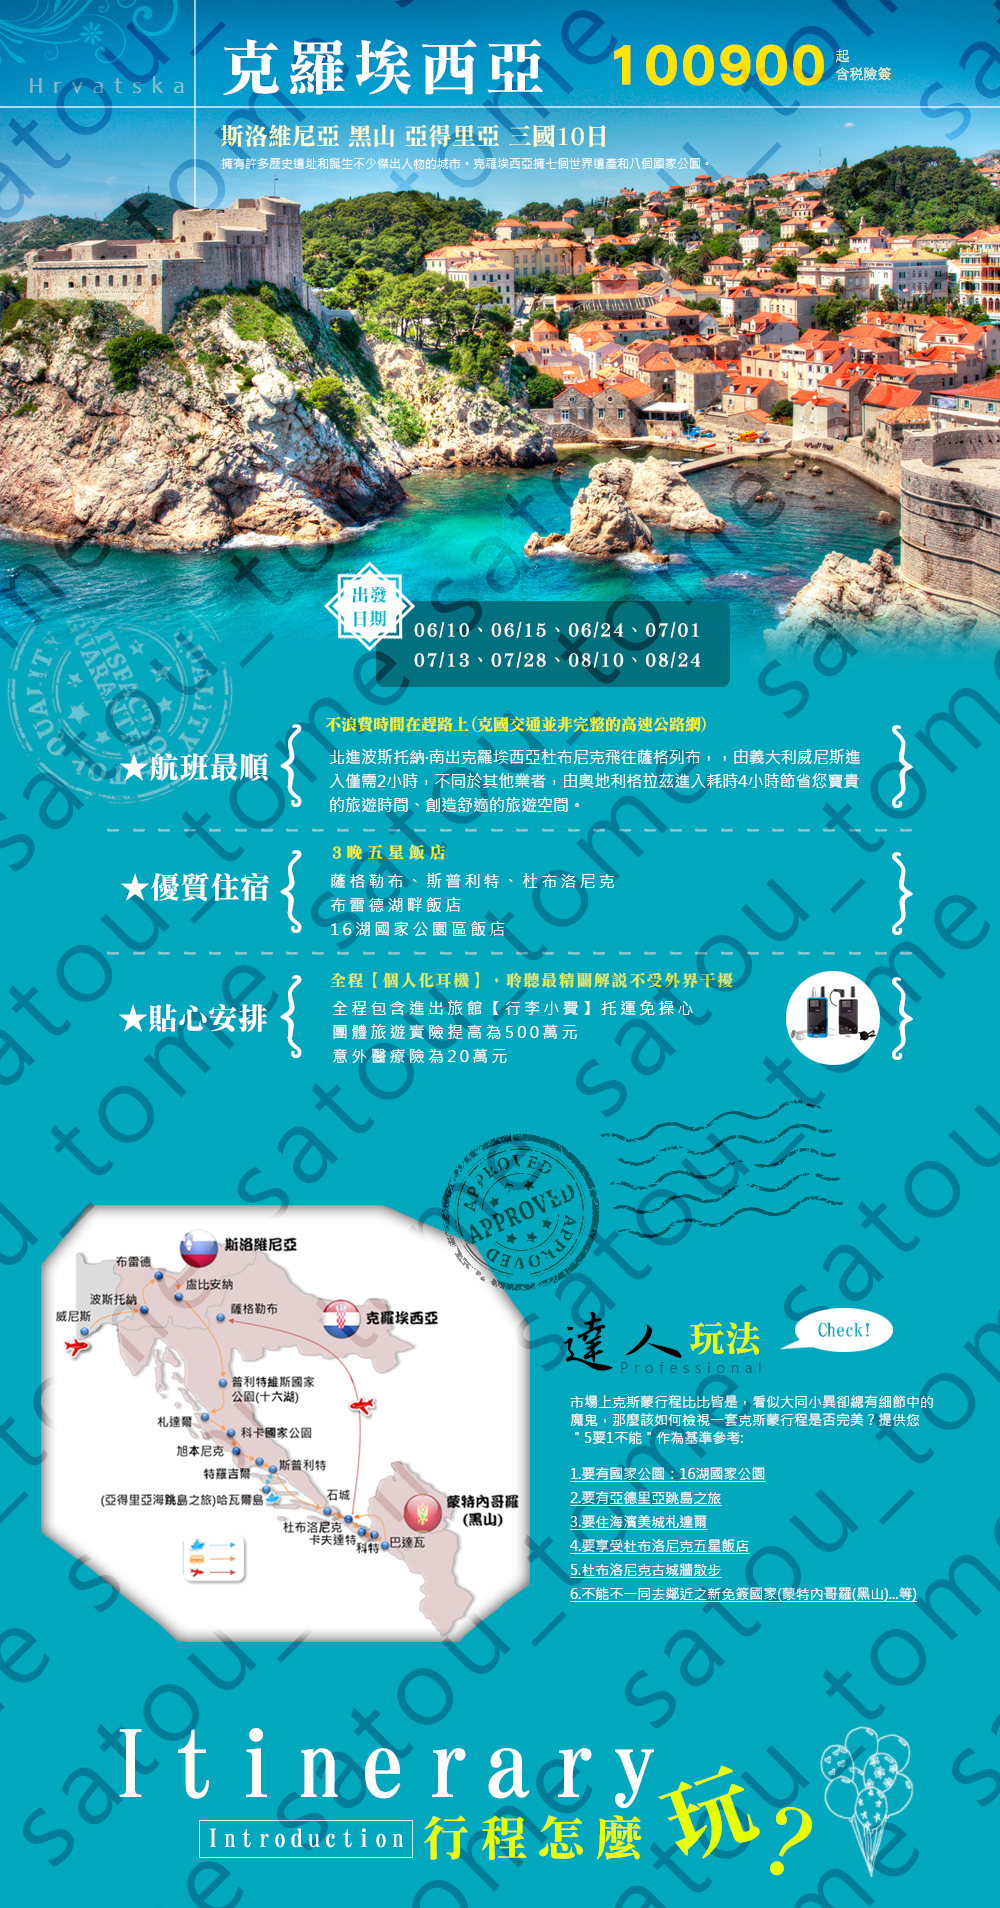 Hrvatska
克羅埃西亞
100900
起
含税險簽
斯洛維尼亞 黑山 亞得里亞 三國10日
擁有許多歷史遺址和誕生不少傑出人物的城市。克羅埃西亞擁七個世界遺產和八個國家公園。
出發
日期
06/10、06/15、06/24、07/01
07/13、07/28、08/10、08/24
★航班最順
不浪費時間在趕路上(克國交通並非完整的高速公路網)
北進波斯托納‧南出克羅埃西亞杜布尼克飛往薩格列布，，由義大利威尼斯進
入僅需2小時，不同於其他業者，由奧地利格拉茲進入耗時4小時節省您寶貴
的旅遊時間、創造舒適的旅遊空間。
★優質住宿
3晚五星飯店
薩格勒布、斯普利特、杜布洛尼克
布雷德湖畔飯店
16湖國家公園區飯店
★貼心安排
全程【個人化耳機】，聆聽最精闢解說不受外界干擾
全程包含進出旅館【行李小費】托運免操心
團體旅遊責險提高為500萬元
意外醫療險為20萬元
APPROVED
APPROVED
APPROVED
斯洛維尼亞
布雷德
盧比安納
波斯托納
威尼斯
薩格勒布
克羅埃西亞
普利特維斯國家
公園(十六湖)
札達爾
科卡國家公園
旭本尼克
斯普利特
特羅吉爾
(亞得里亞海跳島之旅)哈瓦爾島
石城
蒙特內哥羅
(黑山)
杜布洛尼克
卡夫達特
科特
巴達瓦
達人玩法
Professional
Check!
市場上克斯蒙行程比比皆是，看似大同小異卻總有細節中的
魔鬼，那麼該如何檢視一套克斯蒙行程是否完美？提供您
＂5要1不能＂作為基準參考:
1.要有國家公園：16湖國家公園
2.要有亞德里亞跳島之旅
3.要住海濱美城札達爾
4.要享受杜布洛尼克五星飯店
5.杜布洛尼克古城牆散步
6.不能不一同去鄰近之新免簽國家(蒙特內哥羅(黑山)...等)
Itinerary
Introduction
行程怎麼玩?
satou_tome